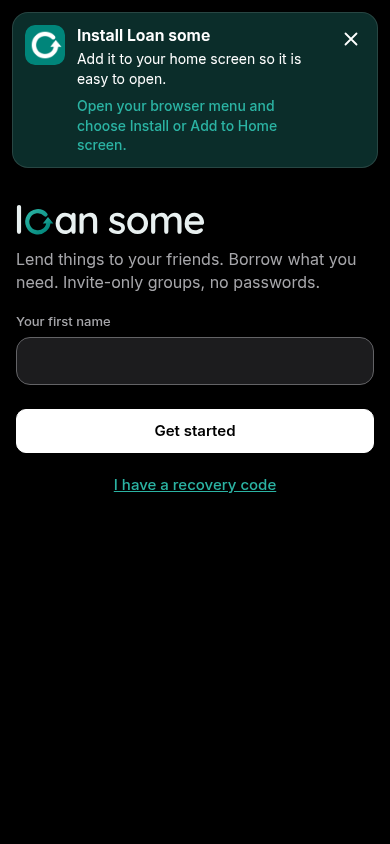 Install Loan some
Add it to your home screen so it is
easy to open.
Open your browser menu and
choose Install or Add to Home
screen.
loan some
Lend things to your friends. Borrow what you
need. Invite-only groups, no passwords.
Your first name
Get started
I have a recovery code